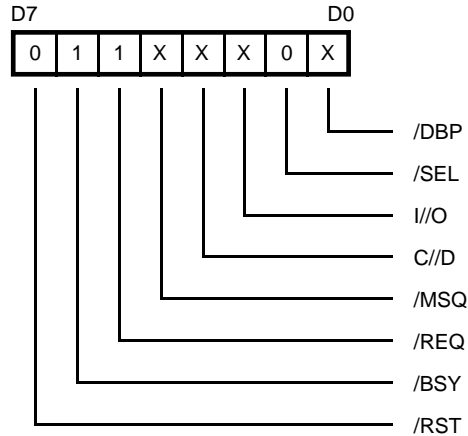 D7 D0
0 1 1 X X X 0 X
/DBP
/SEL
I//O
C//D
/MSQ
/REQ
/BSY
/RST